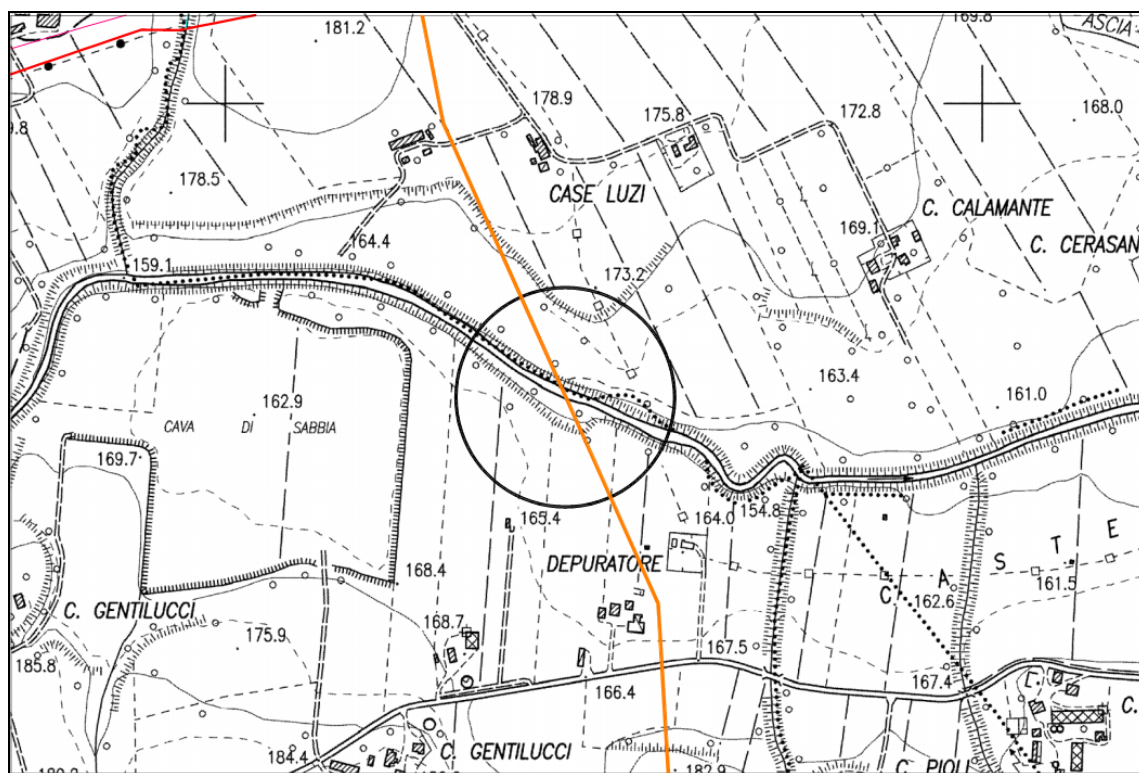 181.2
169.8
ASCIA
178.9
175.8
172.8
168.0
9.8
178.5
CASE LUZI
C. CALAMANTE
164.4
169.1
C. CERASAN
159.1
173.2
163.4
161.0
162.9
CAVA DI SABBIA
169.7
165.4
164.0
154.8
DEPURATORE
168.4
C A S T E
161.5
162.6
C. GENTILUCCI
175.9
168.7
167.5
185.8
167.4
166.4
C.
184.4
C. GENTILUCCI
182.9
C. PIOLI